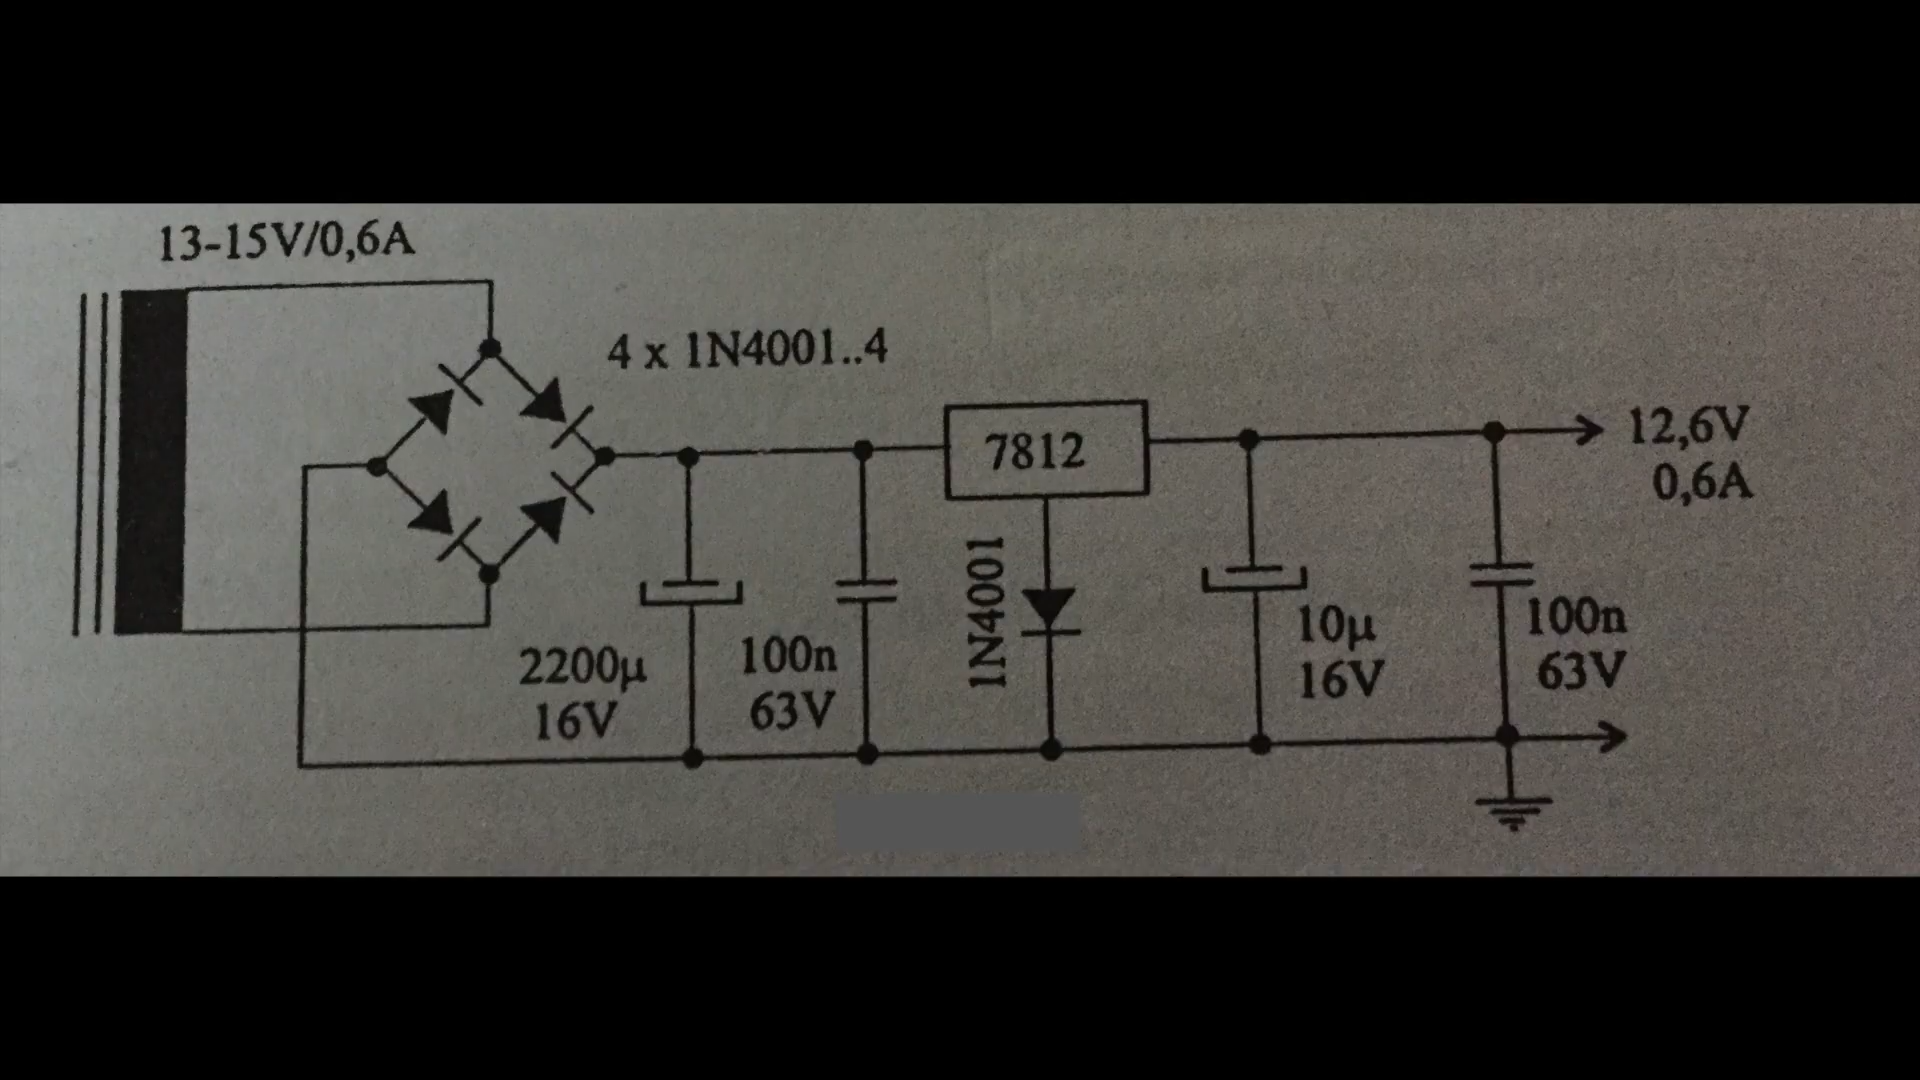 13-15V/0,6A
4 x 1N4001..4
7812
12,6V
0,6A
1N4001
2200µ
16V
100n
63V
10µ
16V
100n
63V